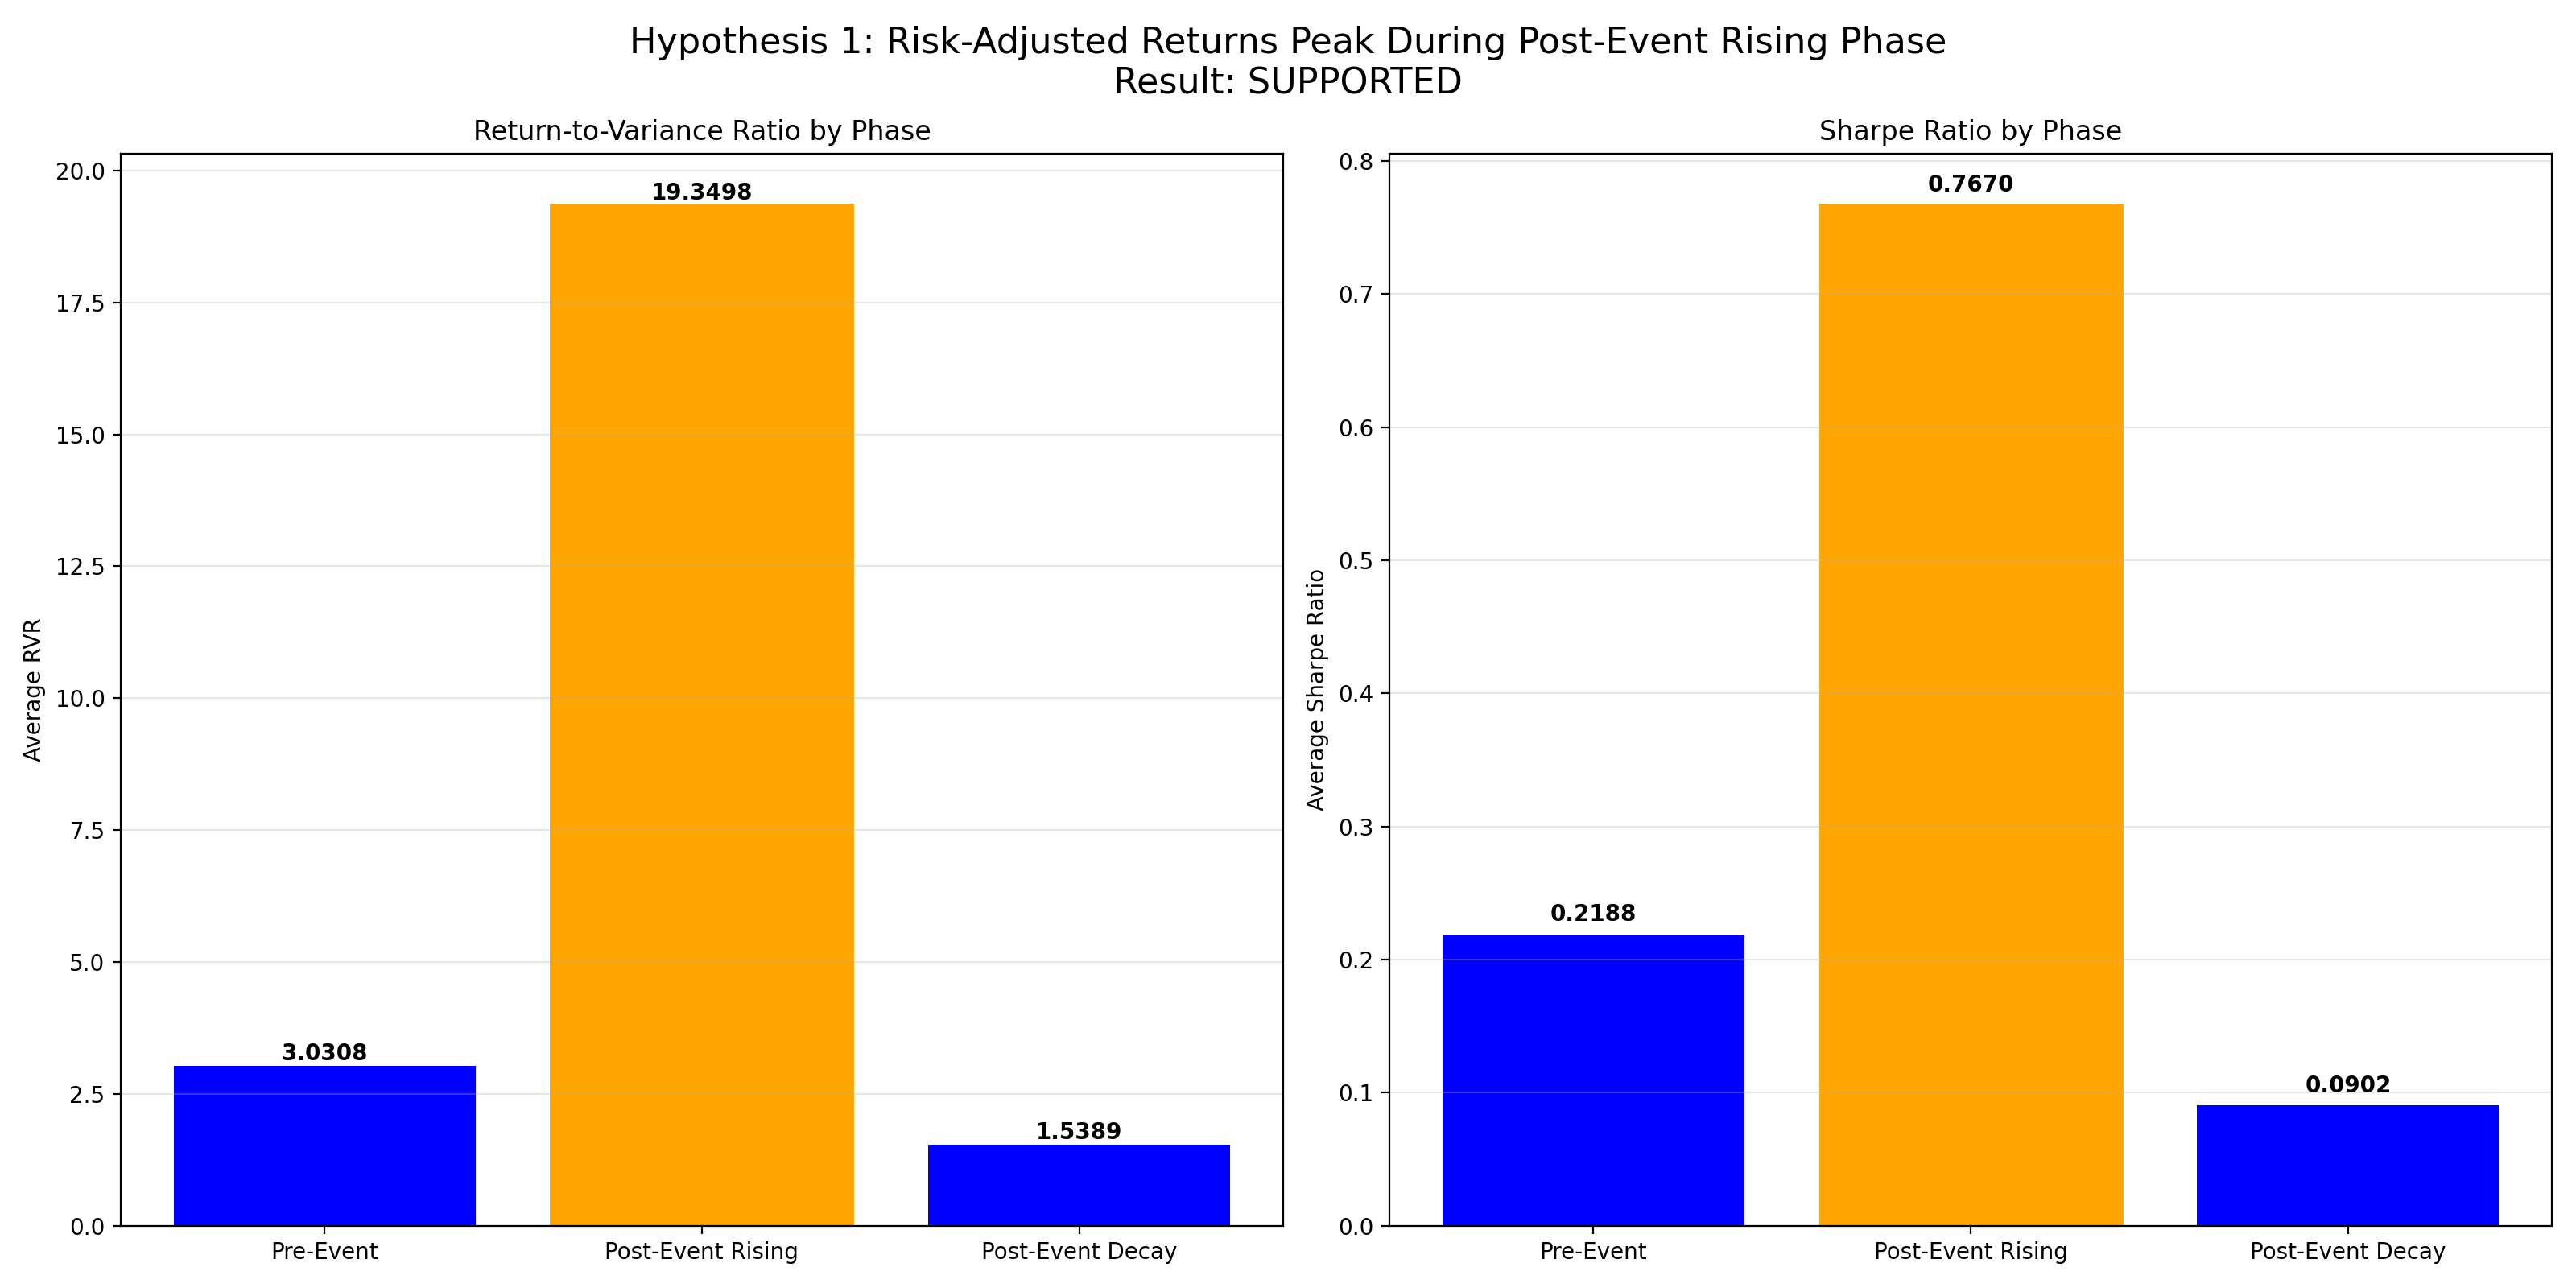 Hypothesis 1: Risk-Adjusted Returns Peak During Post-Event Rising Phase
Result: SUPPORTED
Return-to-Variance Ratio by Phase
Average RVR
20.0
17.5
15.0
12.5
10.0
7.5
5.0
2.5
0.0
3.0308
19.3498
1.5389
Pre-Event
Post-Event Rising
Post-Event Decay
Sharpe Ratio by Phase
Average Sharpe Ratio
0.8
0.7
0.6
0.5
0.4
0.3
0.2
0.1
0.0
0.2188
0.7670
0.0902
Pre-Event
Post-Event Rising
Post-Event Decay